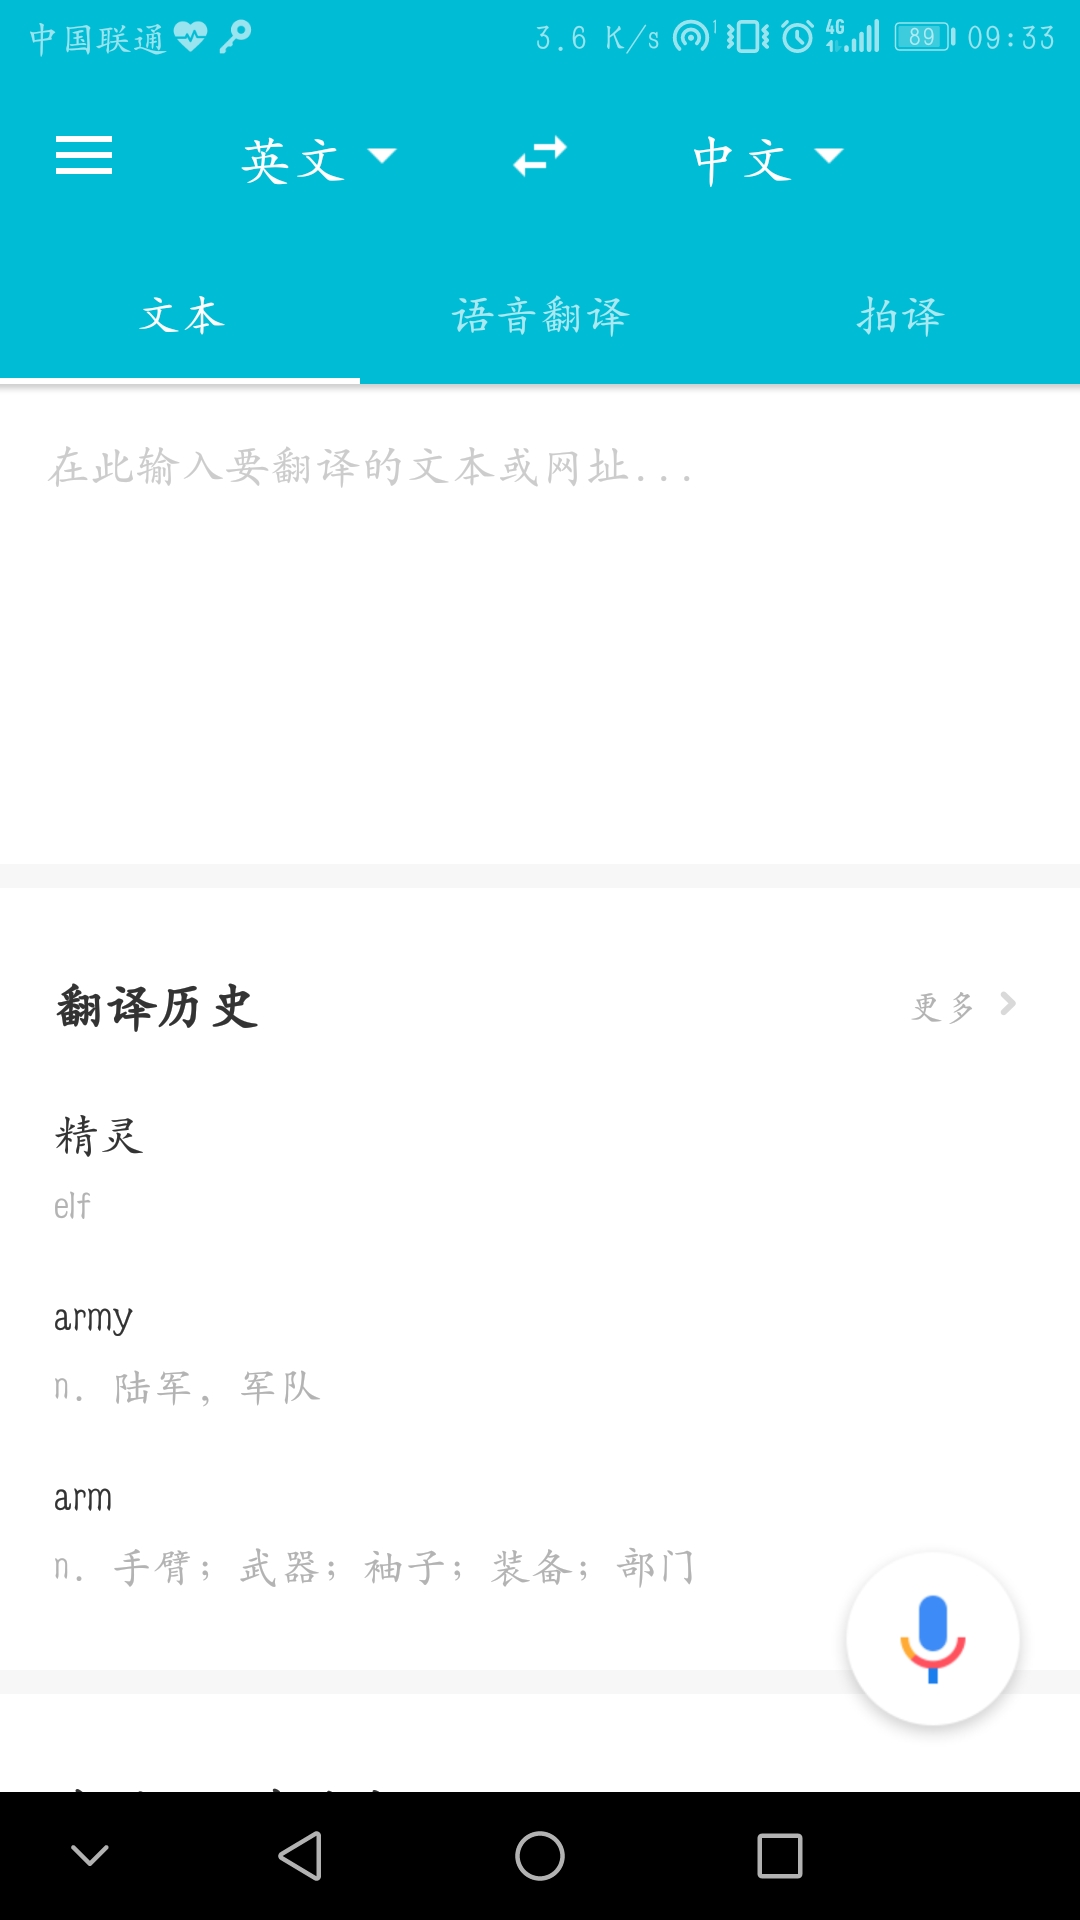 中国联通 3.6 K/s 1 4G 1 89 09:33
英文 中文
文本 语音翻译 拍译
在此输入要翻译的文本或网址...
翻译历史 更多
精灵
elf
army
n. 陆军, 军队
arm
n. 手臂; 武器; 袖子; 装备; 部门